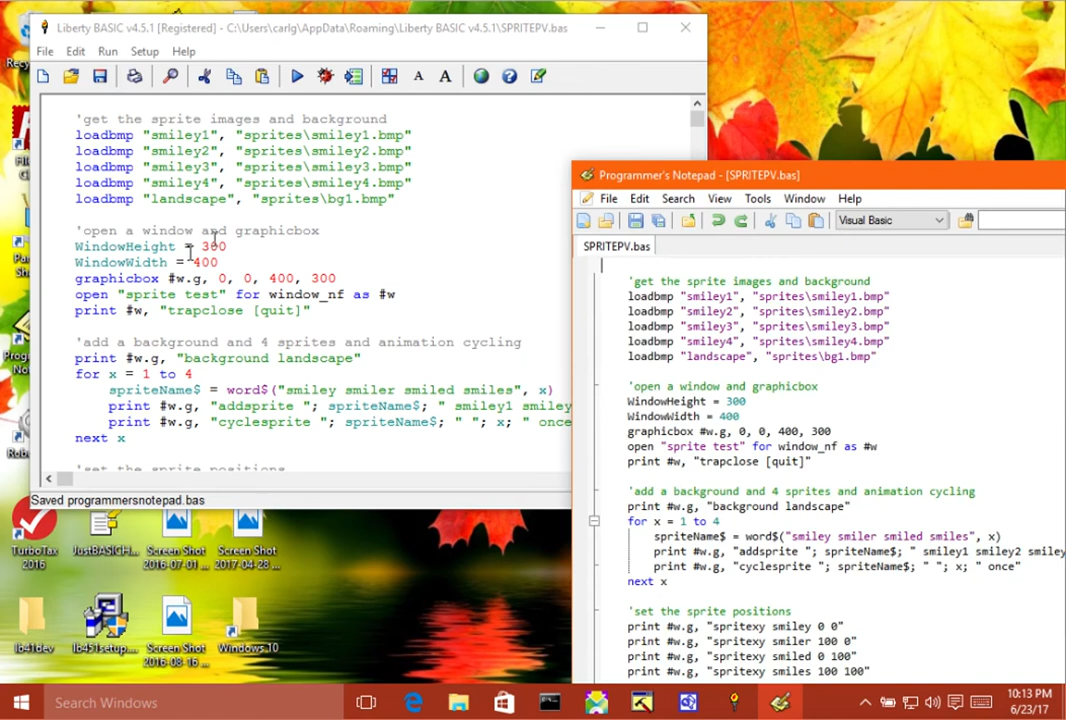 Liberty BASIC v4.5.1 [Registered] - C:\Users\carlg\AppData\Roaming\Liberty BASIC v4.5.1\SPRITEPV.bas
File Edit Run Setup Help
'get the sprite images and background
loadbmp "smiley1", "sprites\smiley1.bmp"
loadbmp "smiley2", "sprites\smiley2.bmp"
loadbmp "smiley3", "sprites\smiley3.bmp"
loadbmp "smiley4", "sprites\smiley4.bmp"
loadbmp "landscape", "sprites\bg1.bmp"
'open a window and graphicbox
WindowHeight = 300
WindowWidth = 400
graphicbox #w.g, 0, 0, 400, 300
open "sprite test" for window_nf as #w
print #w, "trapclose [quit]"
'add a background and 4 sprites and animation cycling
print #w.g, "background landscape"
for x = 1 to 4
spriteName$ = word$("smiley smiler smiled smiles", x)
print #w.g, "addsprite "; spriteName$; " smiley1 smiley
print #w.g, "cyclesprite "; spriteName$; " "; x; " once
next x
'set the sprite positions
Saved programmersnotepad.bas
Programmer's Notepad - [SPRITEPV.bas]
File Edit Search View Tools Window Help
Visual Basic
SPRITEPV.bas
'get the sprite images and background
loadbmp "smiley1", "sprites\smiley1.bmp"
loadbmp "smiley2", "sprites\smiley2.bmp"
loadbmp "smiley3", "sprites\smiley3.bmp"
loadbmp "smiley4", "sprites\smiley4.bmp"
loadbmp "landscape", "sprites\bg1.bmp"
'open a window and graphicbox
WindowHeight = 300
WindowWidth = 400
graphicbox #w.g, 0, 0, 400, 300
open "sprite test" for window_nf as #w
print #w, "trapclose [quit]"
'add a background and 4 sprites and animation cycling
print #w.g, "background landscape"
for x = 1 to 4
spriteName$ = word$("smiley smiler smiled smiles", x)
print #w.g, "addsprite "; spriteName$; " smiley1 smiley2 smiley
print #w.g, "cyclesprite "; spriteName$; " "; x; " once"
next x
'set the sprite positions
print #w.g, "spritexy smiley 0 0"
print #w.g, "spritexy smiler 100 0"
print #w.g, "spritexy smiled 0 100"
print #w.g, "spritexy smiles 100 100"
TurboTax 2016
JustBASICH...
Screen Shot 2016-07-01 ...
Screen Shot 2017-04-28 ...
lb41dev
lb451setup....
Screen Shot 2016-08-16 ...
Windows 10
Search Windows
10:13 PM
6/23/17